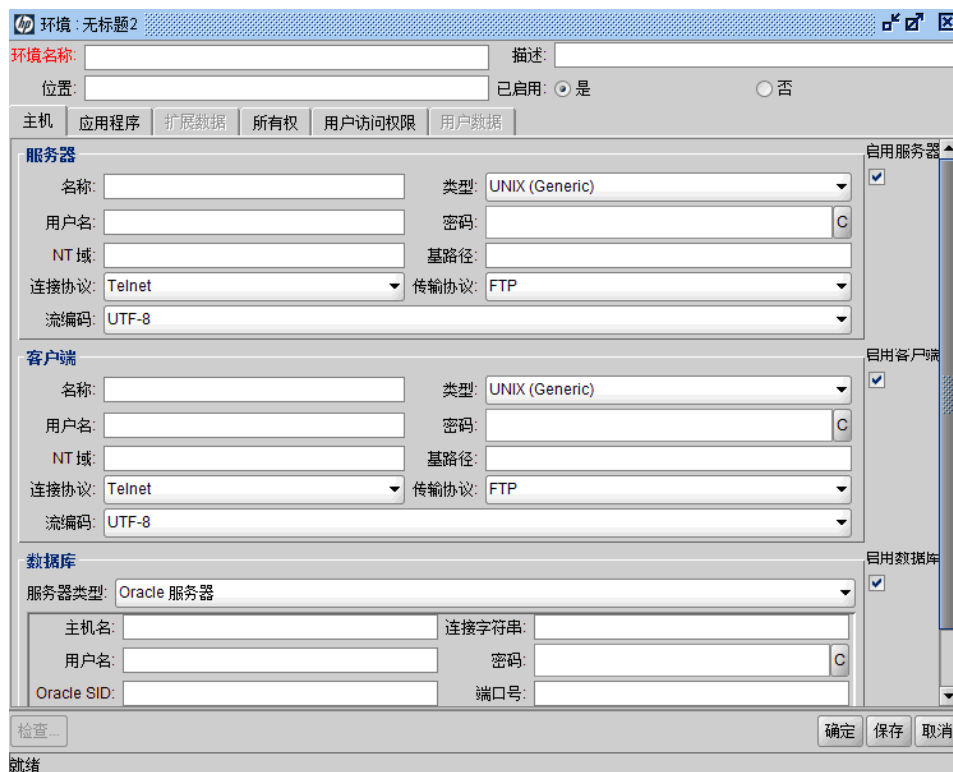 hp 环境 : 无标题2
环境名称: 描述:
位置: 已启用: 是 否
主机 应用程序 扩展数据 所有权 用户访问权限 用户数据
服务器 启用服务器
名称: 类型: UNIX (Generic)
用户名: 密码: C
NT 域: 基路径:
连接协议: Telnet 传输协议: FTP
流编码: UTF-8
客户端 启用客户端
名称: 类型: UNIX (Generic)
用户名: 密码: C
NT 域: 基路径:
连接协议: Telnet 传输协议: FTP
流编码: UTF-8
数据库 启用数据库
服务器类型: Oracle 服务器
主机名: 连接字符串:
用户名: 密码: C
Oracle SID: 端口号:
检查... 确定 保存 取消
就绪